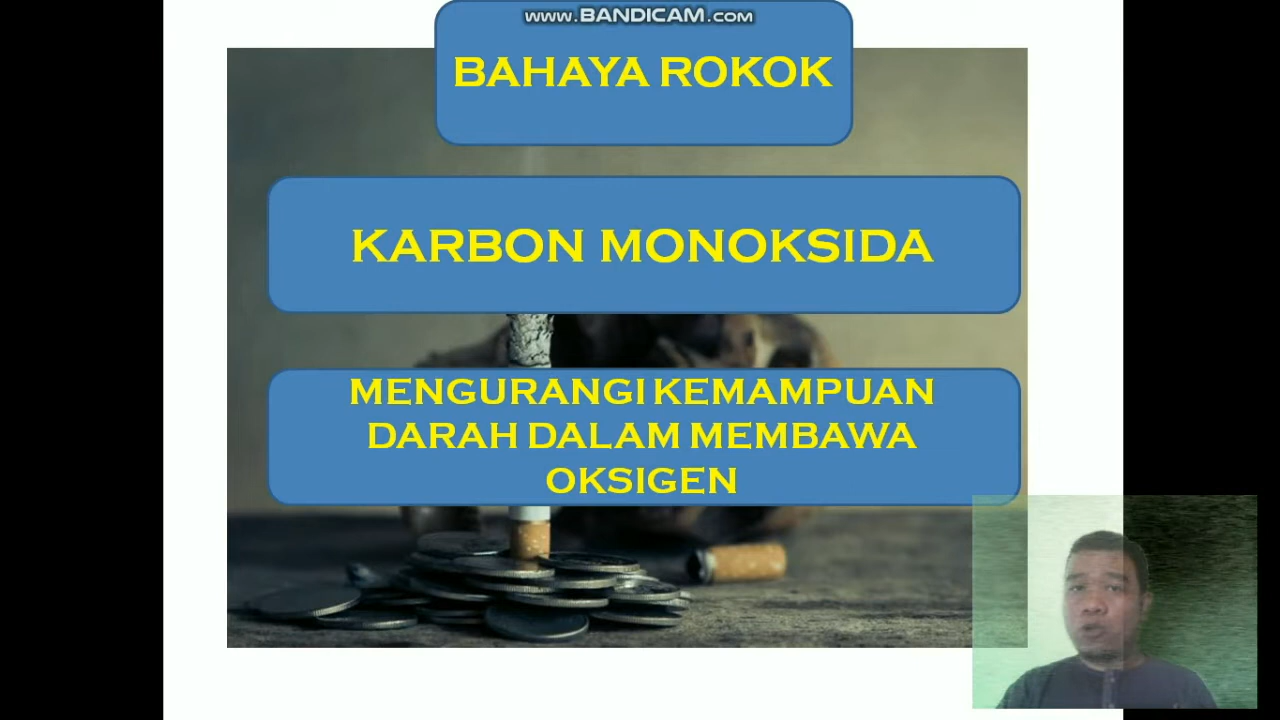 WWW.BANDICAM.COM
BAHAYA ROKOK
KARBON MONOKSIDA
MENGURANGI KEMAMPUAN
DARAH DALAM MEMBAWA
OKSIGEN